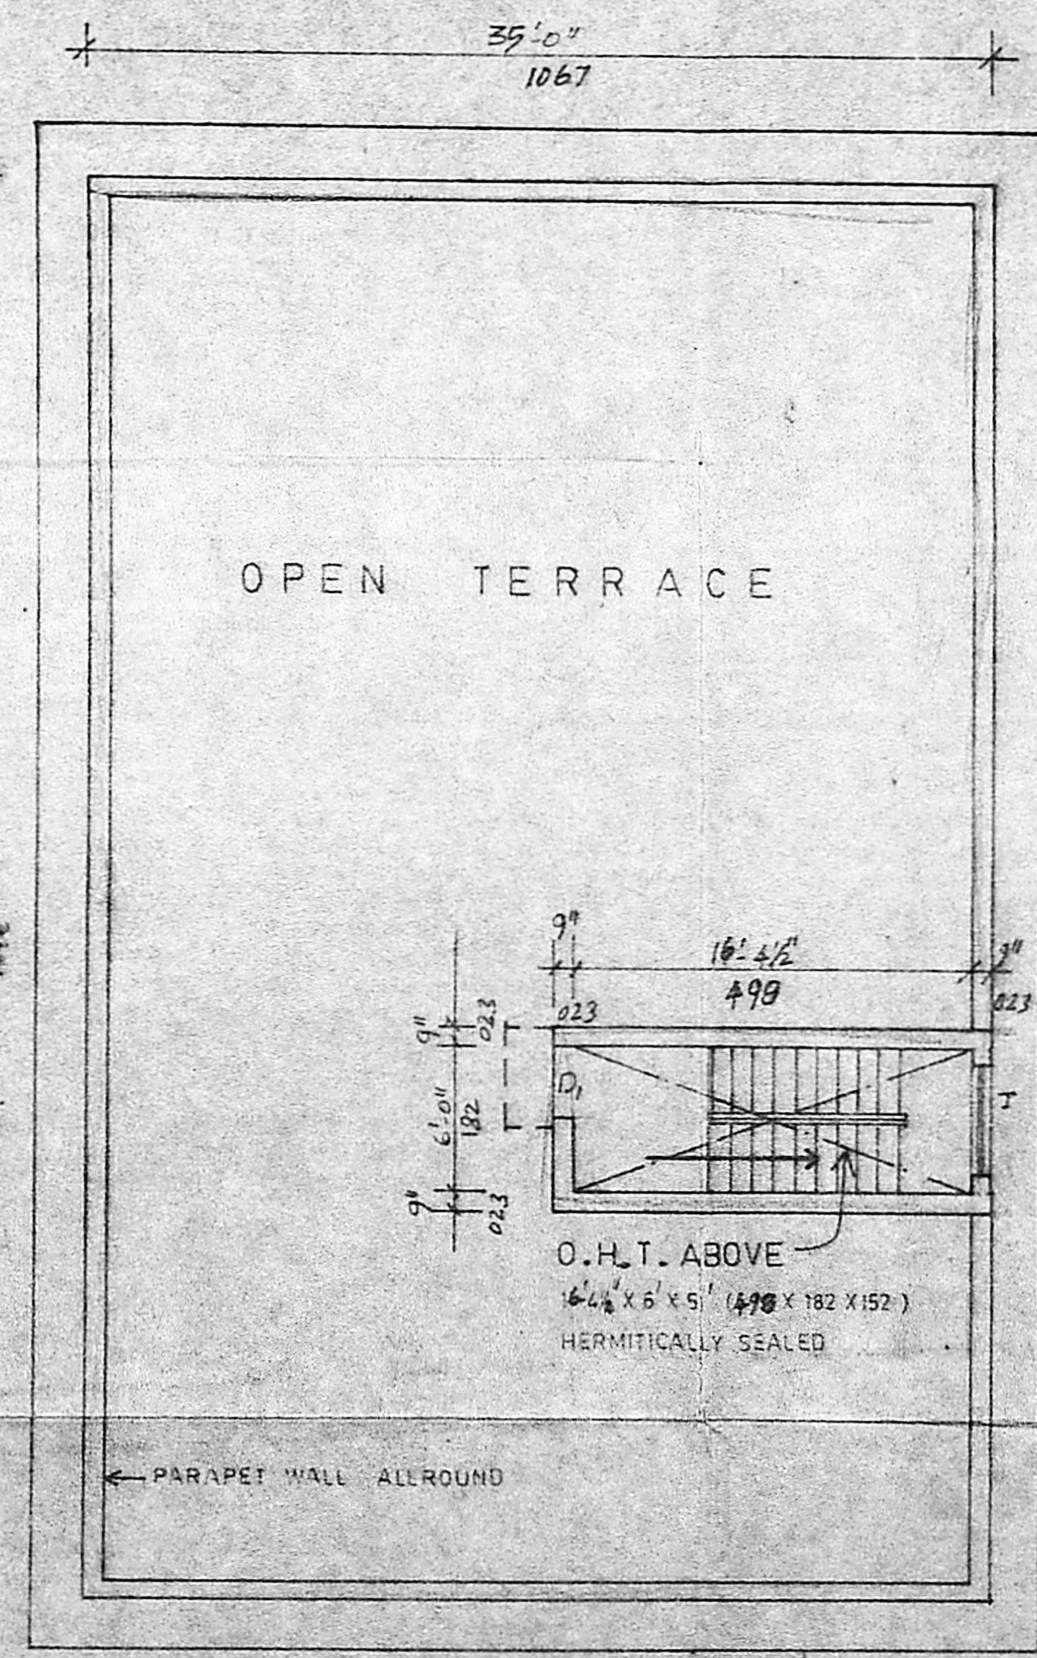 35'-0"
1067
OPEN TERRACE
9"
16'-4½"
9"
023
498
023
9"
023
D1
6'-0"
182
9"
023
O.H.T. ABOVE
16'4½" X 6' X 5' (498 X 182 X 152)
HERMITICALLY SEALED
PARAPET WALL ALLROUND